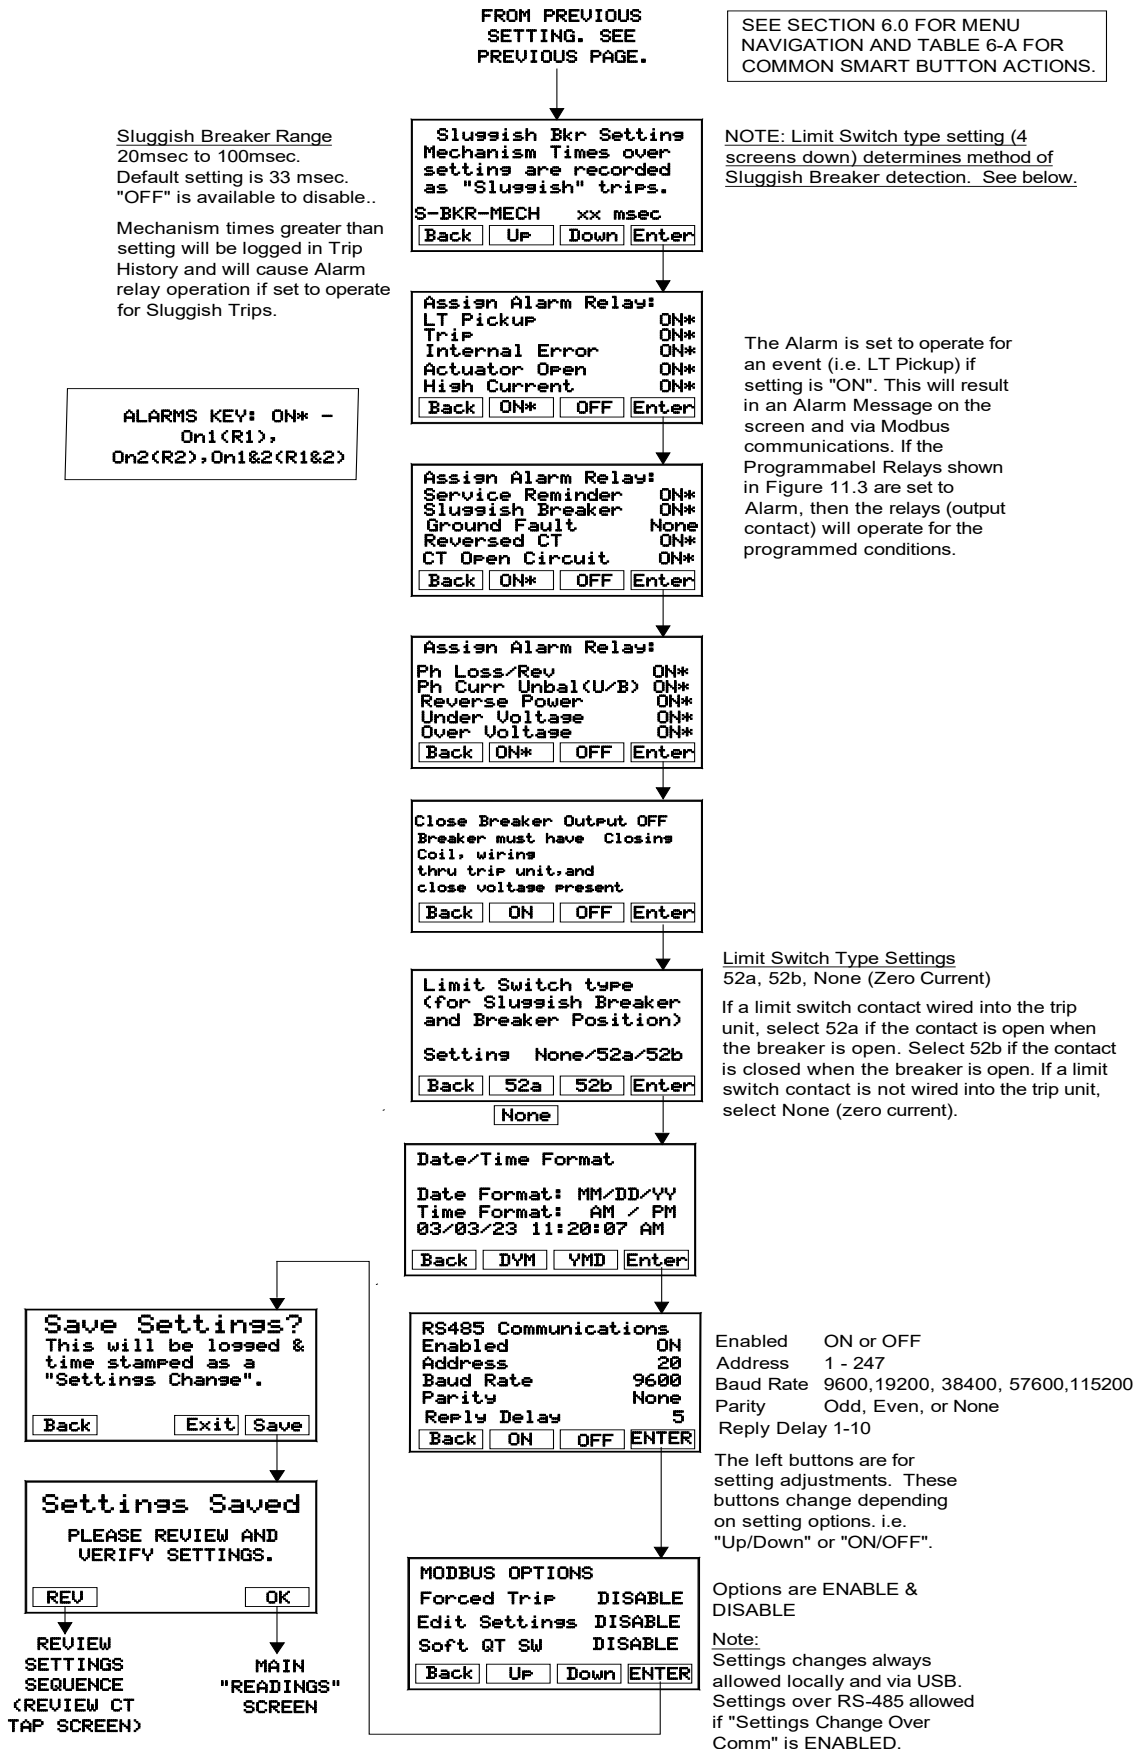 FROM PREVIOUS
SETTING. SEE
PREVIOUS PAGE.
SEE SECTION 6.0 FOR MENU
NAVIGATION AND TABLE 6-A FOR
COMMON SMART BUTTON ACTIONS.
Sluggish Breaker Range
20msec to 100msec.
Default setting is 33 msec.
"OFF" is available to disable..
Mechanism times greater than
setting will be logged in Trip
History and will cause Alarm
relay operation if set to operate
for Sluggish Trips.
Sluggish Bkr Setting
Mechanism Times over
setting are recorded
as "Sluggish" trips.
S-BKR-MECH xx msec
Back Up Down Enter
NOTE: Limit Switch type setting (4
screens down) determines method of
Sluggish Breaker detection. See below.
Assign Alarm Relay:
LT Pickup ON*
Trip ON*
Internal Error ON*
Actuator Open ON*
High Current ON*
Back ON* OFF Enter
ALARMS KEY: ON* -
On1(R1),
On2(R2),On1&2(R1&2)
The Alarm is set to operate for
an event (i.e. LT Pickup) if
setting is "ON". This will result
in an Alarm Message on the
screen and via Modbus
communications. If the
Programmabel Relays shown
in Figure 11.3 are set to
Alarm, then the relays (output
contact) will operate for the
programmed conditions.
Assign Alarm Relay:
Service Reminder ON*
Sluggish Breaker ON*
Ground Fault None
Reversed CT ON*
CT Open Circuit ON*
Back ON* OFF Enter
Assign Alarm Relay:
Ph Loss/Rev ON*
Ph Curr Unbal(U/B) ON*
Reverse Power ON*
Under Voltage ON*
Over Voltage ON*
Back ON* OFF Enter
Close Breaker Output OFF
Breaker must have Closing
Coil, wiring
thru trip unit,and
close voltage present
Back ON OFF Enter
Limit Switch type
(for Sluggish Breaker
and Breaker Position)
Setting None/52a/52b
Back 52a 52b Enter
None
Limit Switch Type Settings
52a, 52b, None (Zero Current)
If a limit switch contact wired into the trip
unit, select 52a if the contact is open when
the breaker is open. Select 52b if the contact
is closed when the breaker is open. If a limit
switch contact is not wired into the trip unit,
select None (zero current).
Date/Time Format
Date Format: MM/DD/YY
Time Format: AM / PM
03/03/23 11:20:07 AM
Back DYM YMD Enter
RS485 Communications
Enabled ON
Address 20
Baud Rate 9600
Parity None
Reply Delay 5
Back ON OFF ENTER
Enabled ON or OFF
Address 1 - 247
Baud Rate 9600,19200, 38400, 57600,115200
Parity Odd, Even, or None
Reply Delay 1-10
The left buttons are for
setting adjustments. These
buttons change depending
on setting options. i.e.
"Up/Down" or "ON/OFF".
MODBUS OPTIONS
Forced Trip DISABLE
Edit Settings DISABLE
Soft QT SW DISABLE
Back Up Down ENTER
Options are ENABLE &
DISABLE
Note:
Settings changes always
allowed locally and via USB.
Settings over RS-485 allowed
if "Settings Change Over
Comm" is ENABLED.
Save Settings?
This will be logged &
time stamped as a
"Settings Change".
Back Exit Save
Settings Saved
PLEASE REVIEW AND
VERIFY SETTINGS.
REV OK
REVIEW
SETTINGS
SEQUENCE
(REVIEW CT
TAP SCREEN)
MAIN
"READINGS"
SCREEN